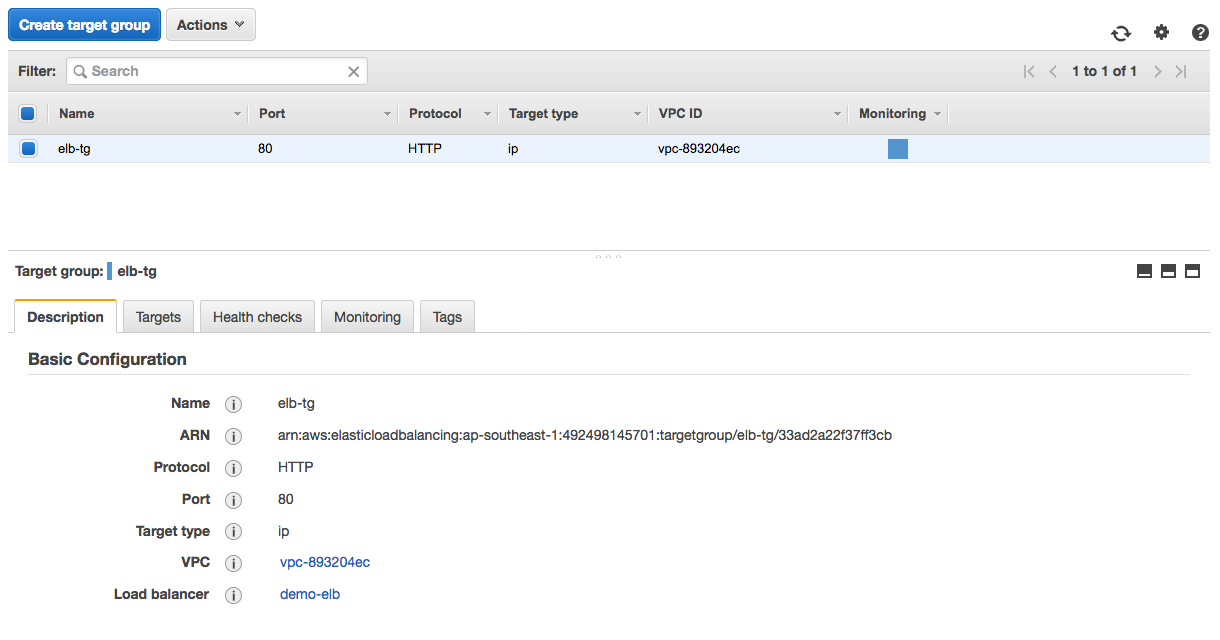 Create target group Actions
Filter: Search 1 to 1 of 1
Name Port Protocol Target type VPC ID Monitoring
elb-tg 80 HTTP ip vpc-893204ec
Target group: elb-tg
Description Targets Health checks Monitoring Tags
Basic Configuration
Name elb-tg
ARN arn:aws:elasticloadbalancing:ap-southeast-1:492498145701:targetgroup/elb-tg/33ad2a22f37ff3cb
Protocol HTTP
Port 80
Target type ip
VPC vpc-893204ec
Load balancer demo-elb